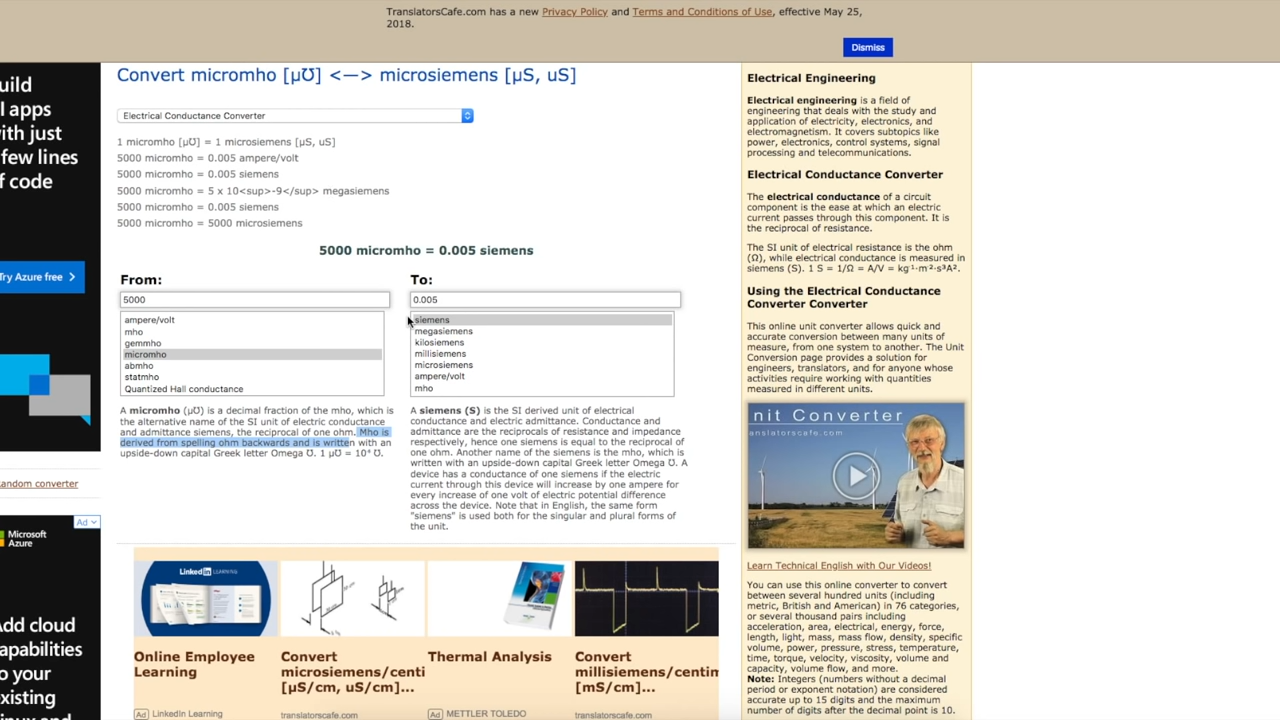 TranslatorsCafe.com has a new Privacy Policy and Terms and Conditions of Use, effective May 25,
2018.
Dismiss
uild
l apps
with just
few lines
of code
Try Azure free
andom converter
Ad
Microsoft
Azure
Add cloud
apabilities
o your
existing
Linux and
Convert micromho [µ℧] <—> microsiemens [µS, uS]
Electrical Conductance Converter
1 micromho [µ℧] = 1 microsiemens [µS, uS]
5000 micromho = 0.005 ampere/volt
5000 micromho = 0.005 siemens
5000 micromho = 5 x 10<sup>-9</sup> megasiemens
5000 micromho = 0.005 siemens
5000 micromho = 5000 microsiemens
5000 micromho = 0.005 siemens
From:
5000
ampere/volt
mho
gemmho
micromho
abmho
statmho
Quantized Hall conductance
A micromho (µ℧) is a decimal fraction of the mho, which is
the alternative name of the SI unit of electric conductance
and admittance siemens, the reciprocal of one ohm. Mho is
derived from spelling ohm backwards and is written with an
upside-down capital Greek letter Omega ℧. 1 µ℧ =
To:
0.005
siemens
megasiemens
kilosiemens
millisiemens
microsiemens
ampere/volt
mho
A siemens (S) is the SI derived unit of electrical
conductance and electric admittance. Conductance and
admittance are the reciprocals of resistance and impedance
respectively, hence one siemens is equal to the reciprocal of
one ohm. Another name of the siemens is the mho, which is
written with an upside-down capital Greek letter Omega ℧. A
device has a conductance of one siemens if the electric
current through this device will increase by one ampere for
every increase of one volt of electric potential difference
across the device. Note that in English, the same form
"siemens" is used both for the singular and plural forms of
the unit.
Linked in LEARNING
Online Employee
Learning
Ad LinkedIn Learning
Convert
microsiemens/centi
[µS/cm, uS/cm]...
translatorscafe.com
Thermal Analysis
Ad METTLER TOLEDO
Convert
millisiemens/centim
[mS/cm]...
translatorscafe.com
Electrical Engineering
Electrical engineering is a field of
engineering that deals with the study and
application of electricity, electronics, and
electromagnetism. It covers subtopics like
power, electronics, control systems, signal
processing and telecommunications.
Electrical Conductance Converter
The electrical conductance of a circuit
component is the ease at which an electric
current passes through this component. It is
the reciprocal of resistance.
The SI unit of electrical resistance is the ohm
(Ω), while electrical conductance is measured in
siemens (S). 1 S = 1/Ω = A/V = kg⁻¹·m⁻²·s³A².
Using the Electrical Conductance
Converter Converter
This online unit converter allows quick and
accurate conversion between many units of
measure, from one system to another. The Unit
Conversion page provides a solution for
engineers, translators, and for anyone whose
activities require working with quantities
measured in different units.
nit Converter
anslatorscafe.com
Learn Technical English with Our Videos!
You can use this online converter to convert
between several hundred units (including
metric, British and American) in 76 categories,
or several thousand pairs including
acceleration, area, electrical, energy, force,
length, light, mass, mass flow, density, specific
volume, power, pressure, stress, temperature,
time, torque, velocity, viscosity, volume and
capacity, volume flow, and more.
Note: Integers (numbers without a decimal
period or exponent notation) are considered
accurate up to 15 digits and the maximum
number of digits after the decimal point is 10.